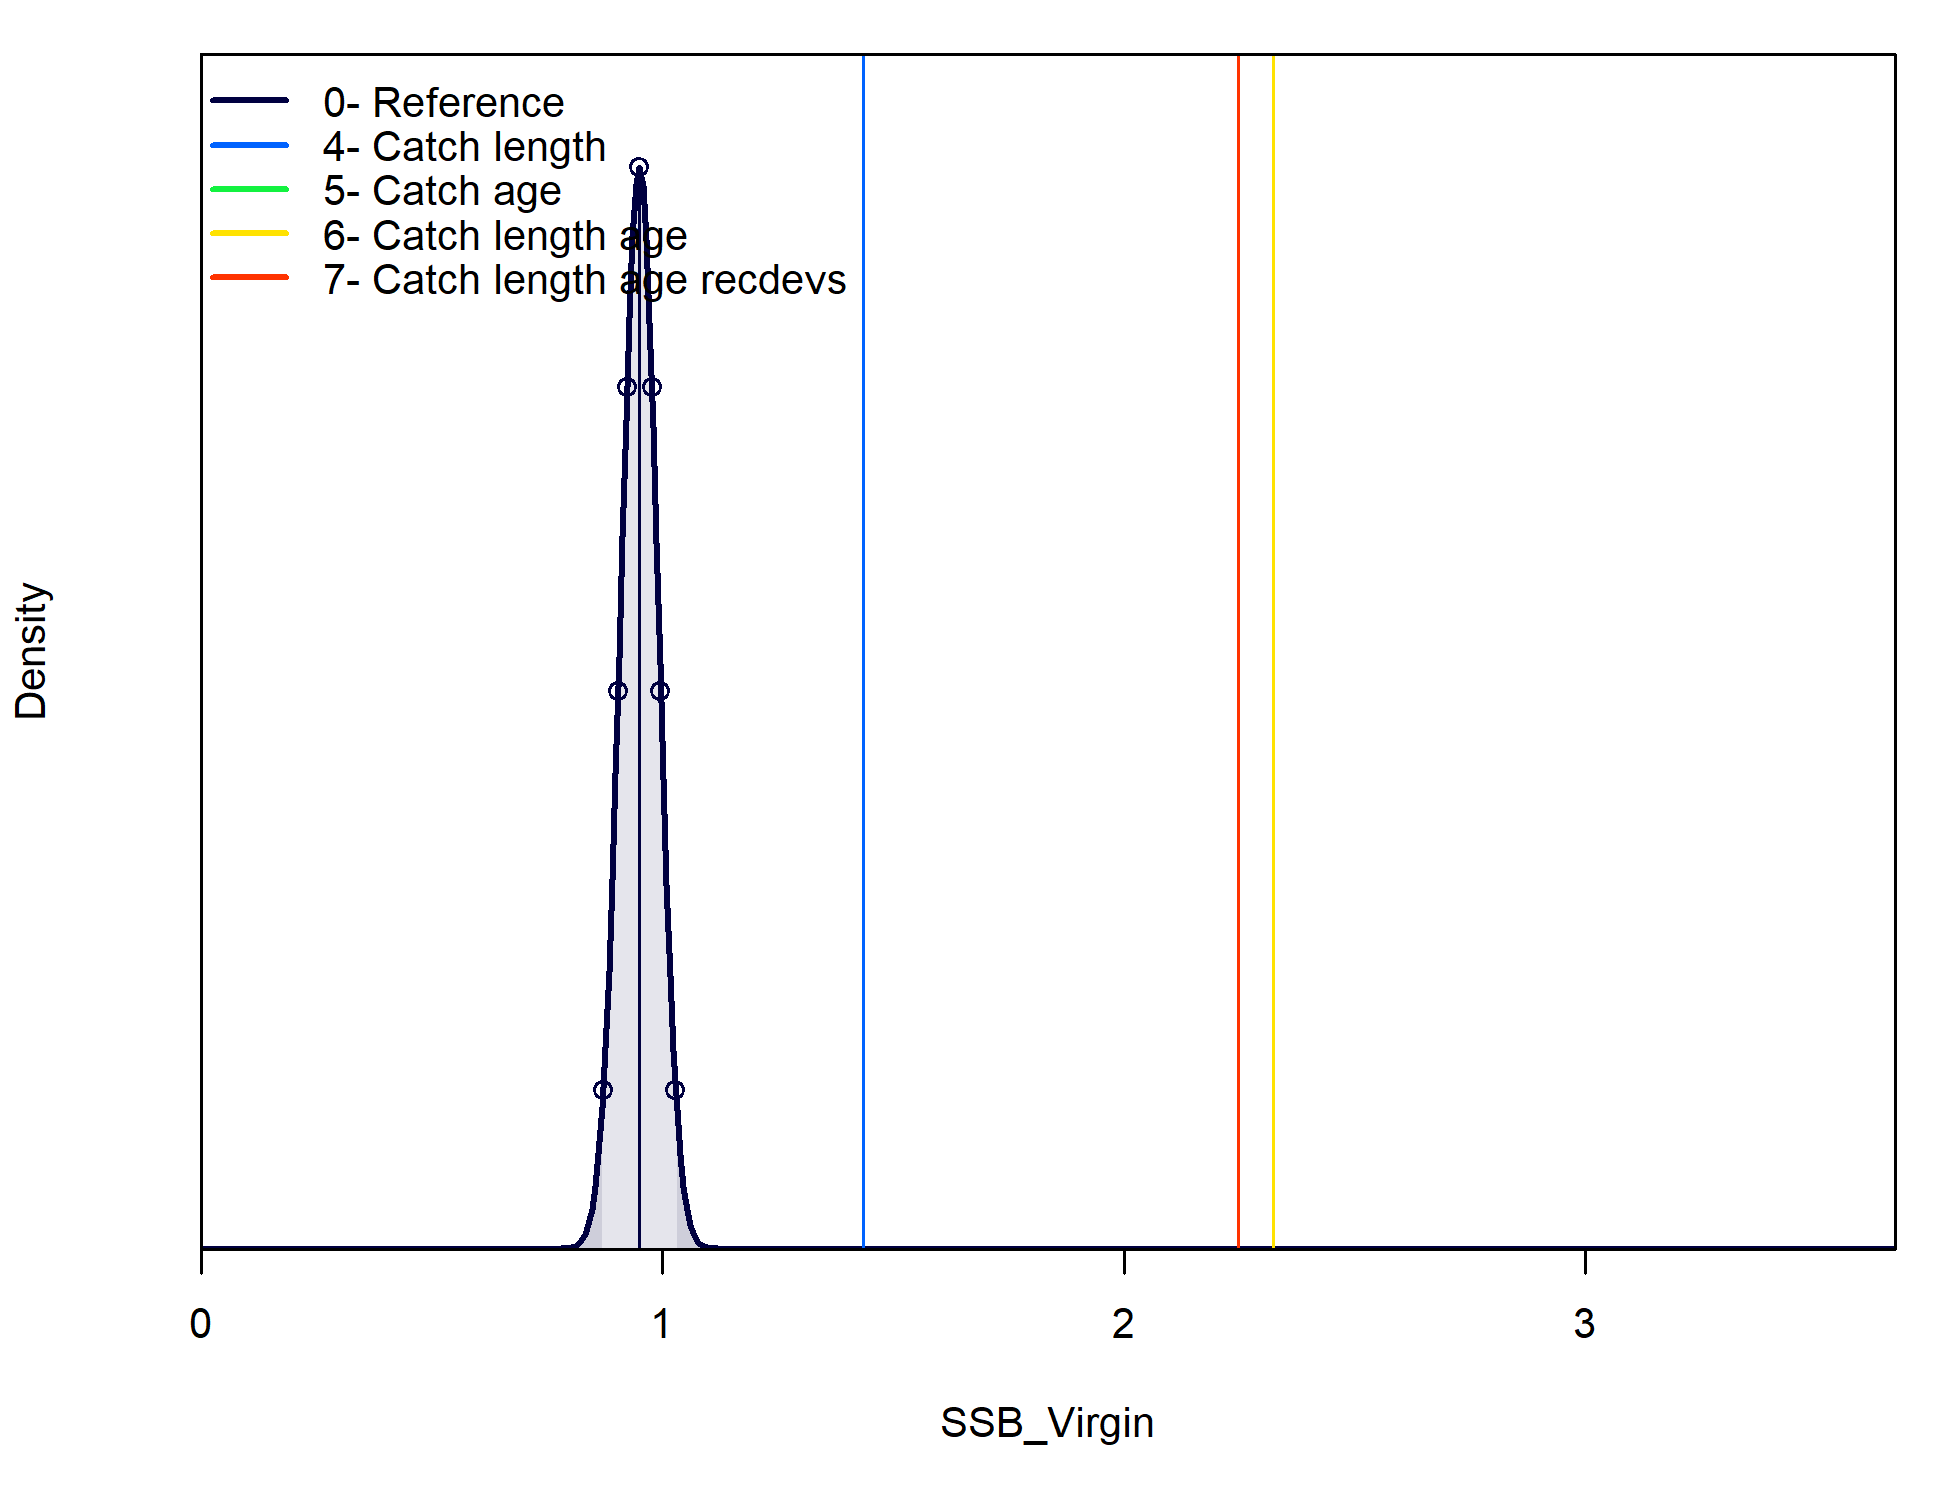 0- Reference
4- Catch length
5- Catch age
6- Catch length age
7- Catch length age recdevs
Density
0 1 2 3
SSB_Virgin